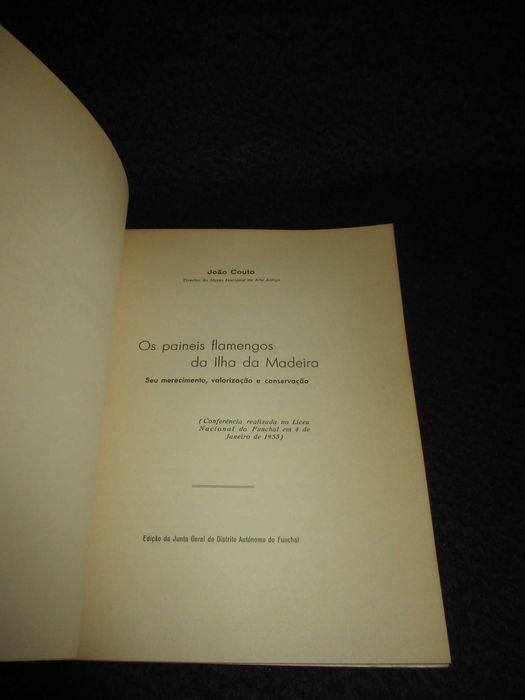 João Couto
Director do Museu Nacional de Arte Antiga
Os paineis flamengos
da Ilha da Madeira
Seu merecimento, valorização e conservação
(Conferência realizada no Liceu
Nacional do Funchal em 4 de
Janeiro de 1955)
Edição da Junta Geral do Distrito Autónomo do Funchal